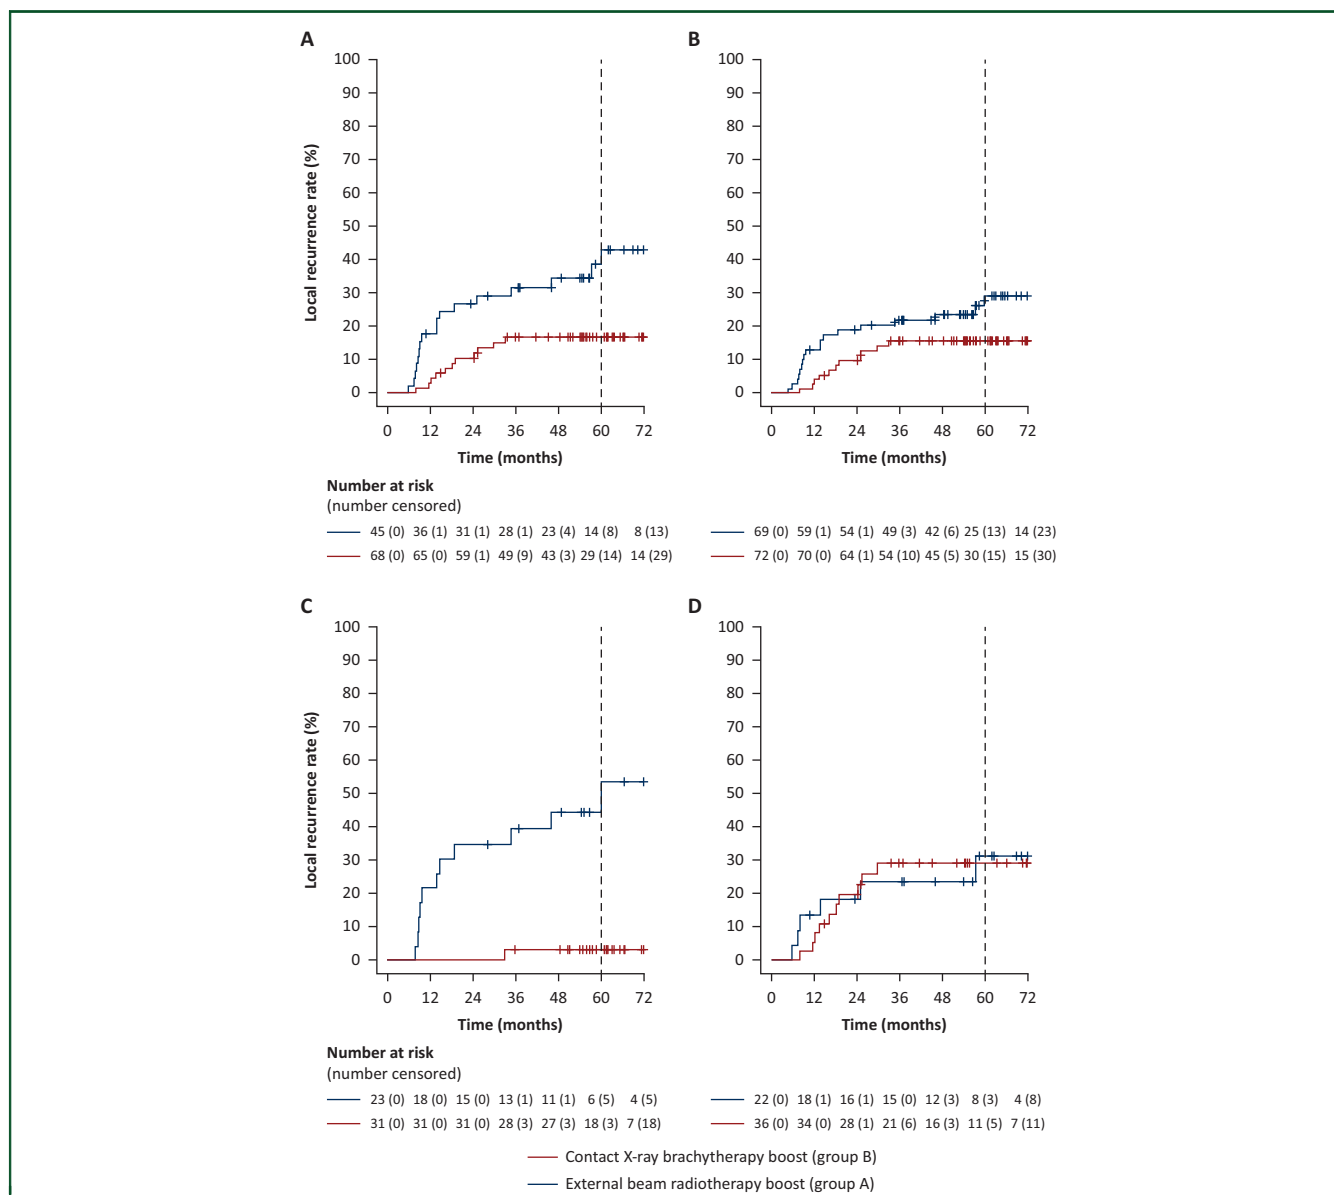 A
B
100
90
80
70
60
50
40
30
20
10
0
Local recurrence rate (%)
0 12 24 36 48 60 72
Time (months)
100
90
80
70
60
50
40
30
20
10
0
0 12 24 36 48 60 72
Time (months)
Number at risk
(number censored)
45 (0) 36 (1) 31 (1) 28 (1) 23 (4) 14 (8) 8 (13)
68 (0) 65 (0) 59 (1) 49 (9) 43 (3) 29 (14) 14 (29)
69 (0) 59 (1) 54 (1) 49 (3) 42 (6) 25 (13) 14 (23)
72 (0) 70 (0) 64 (1) 54 (10) 45 (5) 30 (15) 15 (30)
C
D
100
90
80
70
60
50
40
30
20
10
0
Local recurrence rate (%)
0 12 24 36 48 60 72
Time (months)
100
90
80
70
60
50
40
30
20
10
0
0 12 24 36 48 60 72
Time (months)
Number at risk
(number censored)
23 (0) 18 (0) 15 (0) 13 (1) 11 (1) 6 (5) 4 (5)
31 (0) 31 (0) 31 (0) 28 (3) 27 (3) 18 (3) 7 (18)
22 (0) 18 (1) 16 (1) 15 (0) 12 (3) 8 (3) 4 (8)
36 (0) 34 (0) 28 (1) 21 (6) 16 (3) 11 (5) 7 (11)
Contact X-ray brachytherapy boost (group B)
External beam radiotherapy boost (group A)